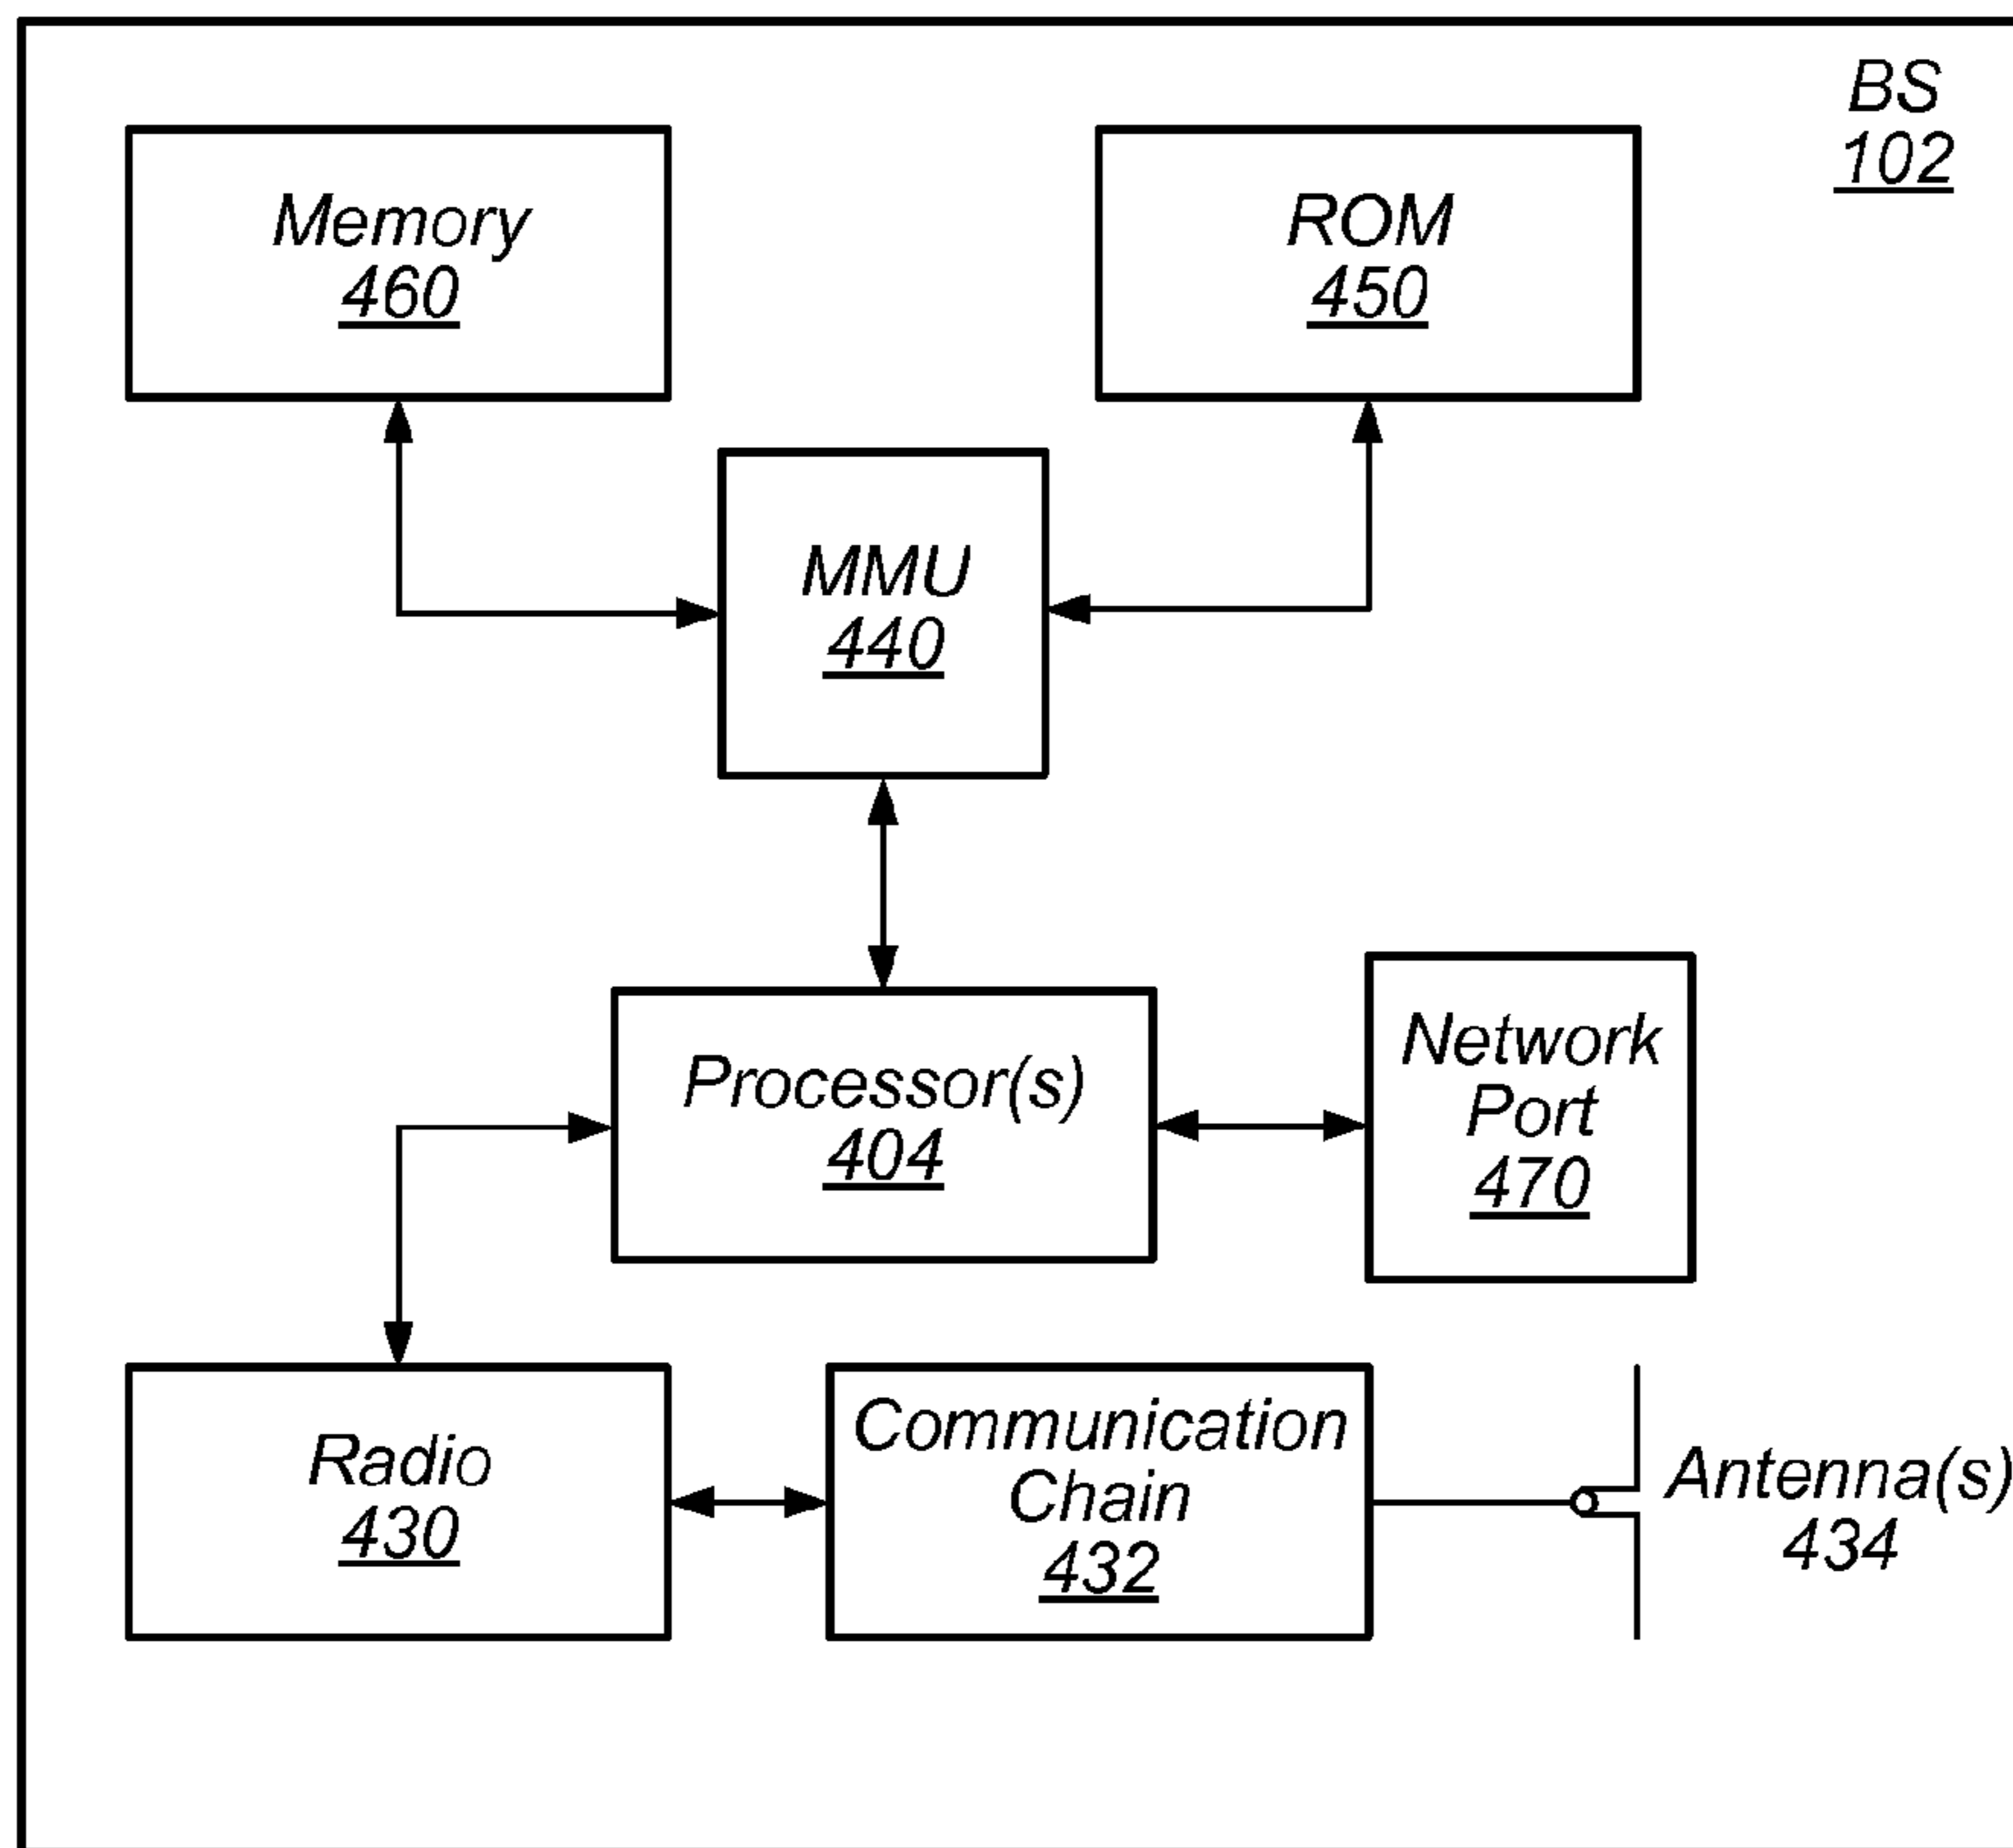 BS
102
Memory
460
ROM
450
MMU
440
Processor(s)
404
Network
Port
470
Radio
430
Communication
Chain
432
Antenna(s)
434